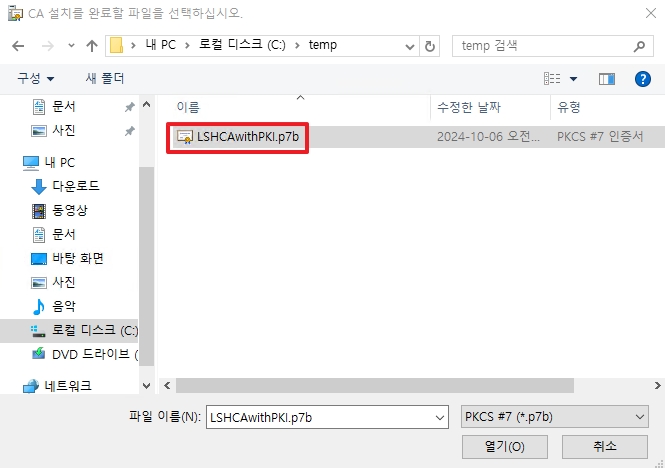 CA 설치를 완료할 파일을 선택하십시오.
내 PC > 로컬 디스크 (C:) > temp
temp 검색
구성
새 폴더
문서
사진
내 PC
다운로드
동영상
문서
바탕 화면
사진
음악
로컬 디스크 (C:)
DVD 드라이브 (
네트워크
이름
수정한 날짜
유형
LSHCAwithPKI.p7b
2024-10-06 오전...
PKCS #7 인증서
파일 이름(N):
LSHCAwithPKI.p7b
PKCS #7 (*.p7b)
열기(O)
취소